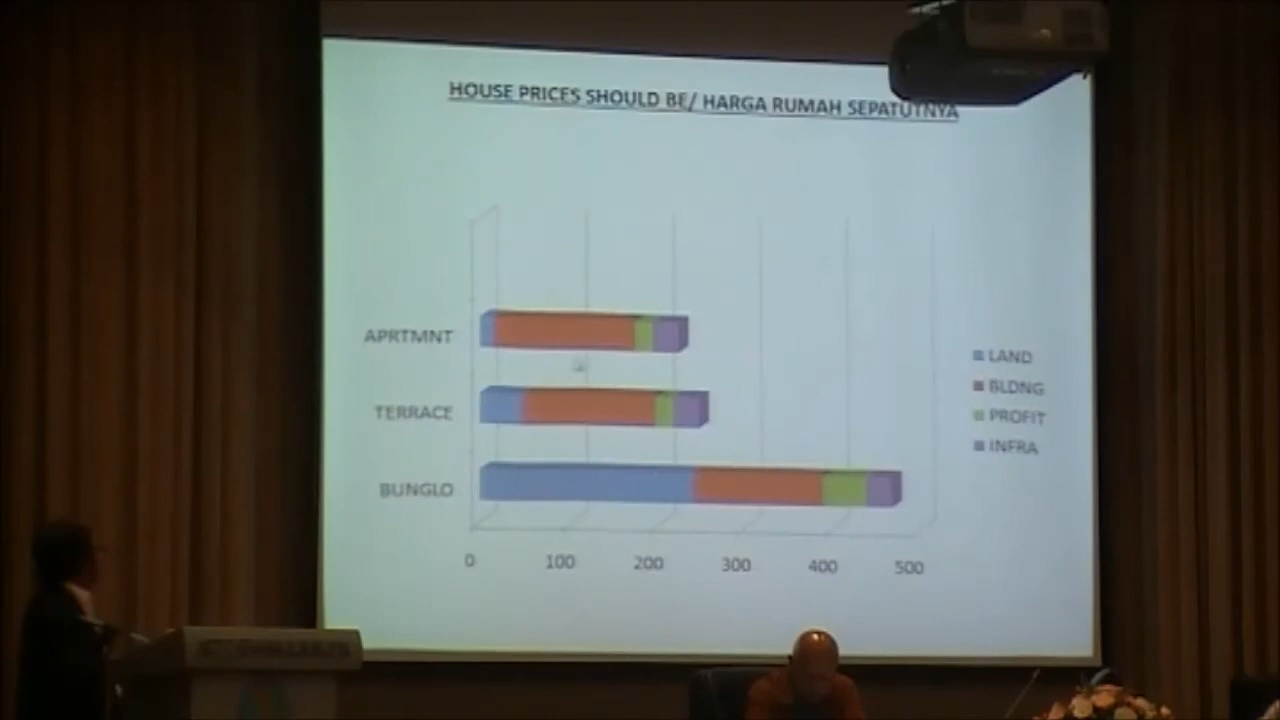 HOUSE PRICES SHOULD BE/ HARGA RUMAH SEPATUTNYA
APRTMNT
TERRACE
BUNGLO
0 100 200 300 400 500
LAND
BLDNG
PROFIT
INFRA